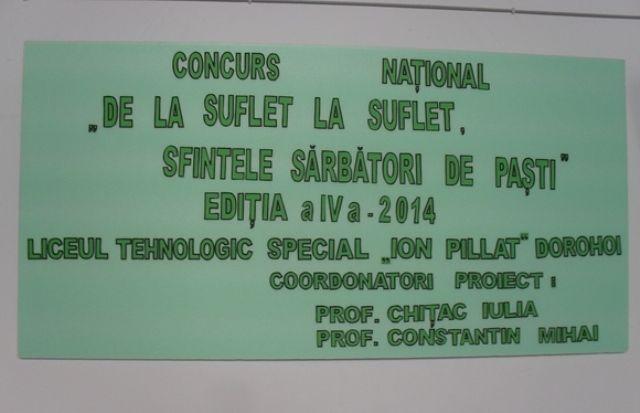 CONCURS NAȚIONAL
„DE LA SUFLET LA SUFLET,
SFINTELE SĂRBĂTORI DE PAȘTI”
EDIȚIA a IV a - 2014
LICEUL TEHNOLOGIC SPECIAL „ION PILLAT” DOROHOI
COORDONATORI PROIECT :
PROF. CHIȚAC IULIA
PROF. CONSTANTIN MIHAI